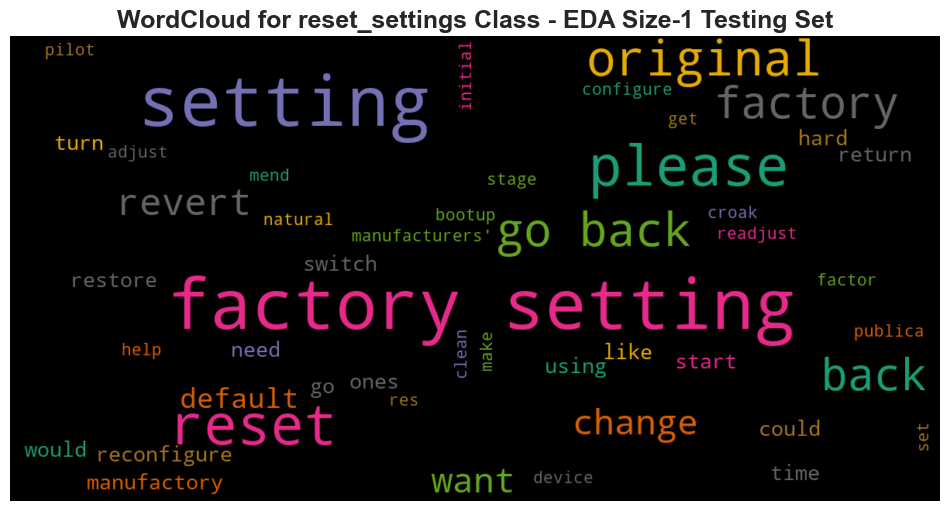 WordCloud for reset_settings Class - EDA Size-1 Testing Set
pilot
initial
original
setting
configure
factory
get
turn
adjust
hard
return
please
mend
stage
revert
natural
bootup
go back
croak
manufacturers'
readjust
switch
restore
factory setting
factor
publica
help
need
clean
make
like
using
start
back
default
go
ones
res
reset
change
could
set
would
reconfigure
manufactory
want
device
time